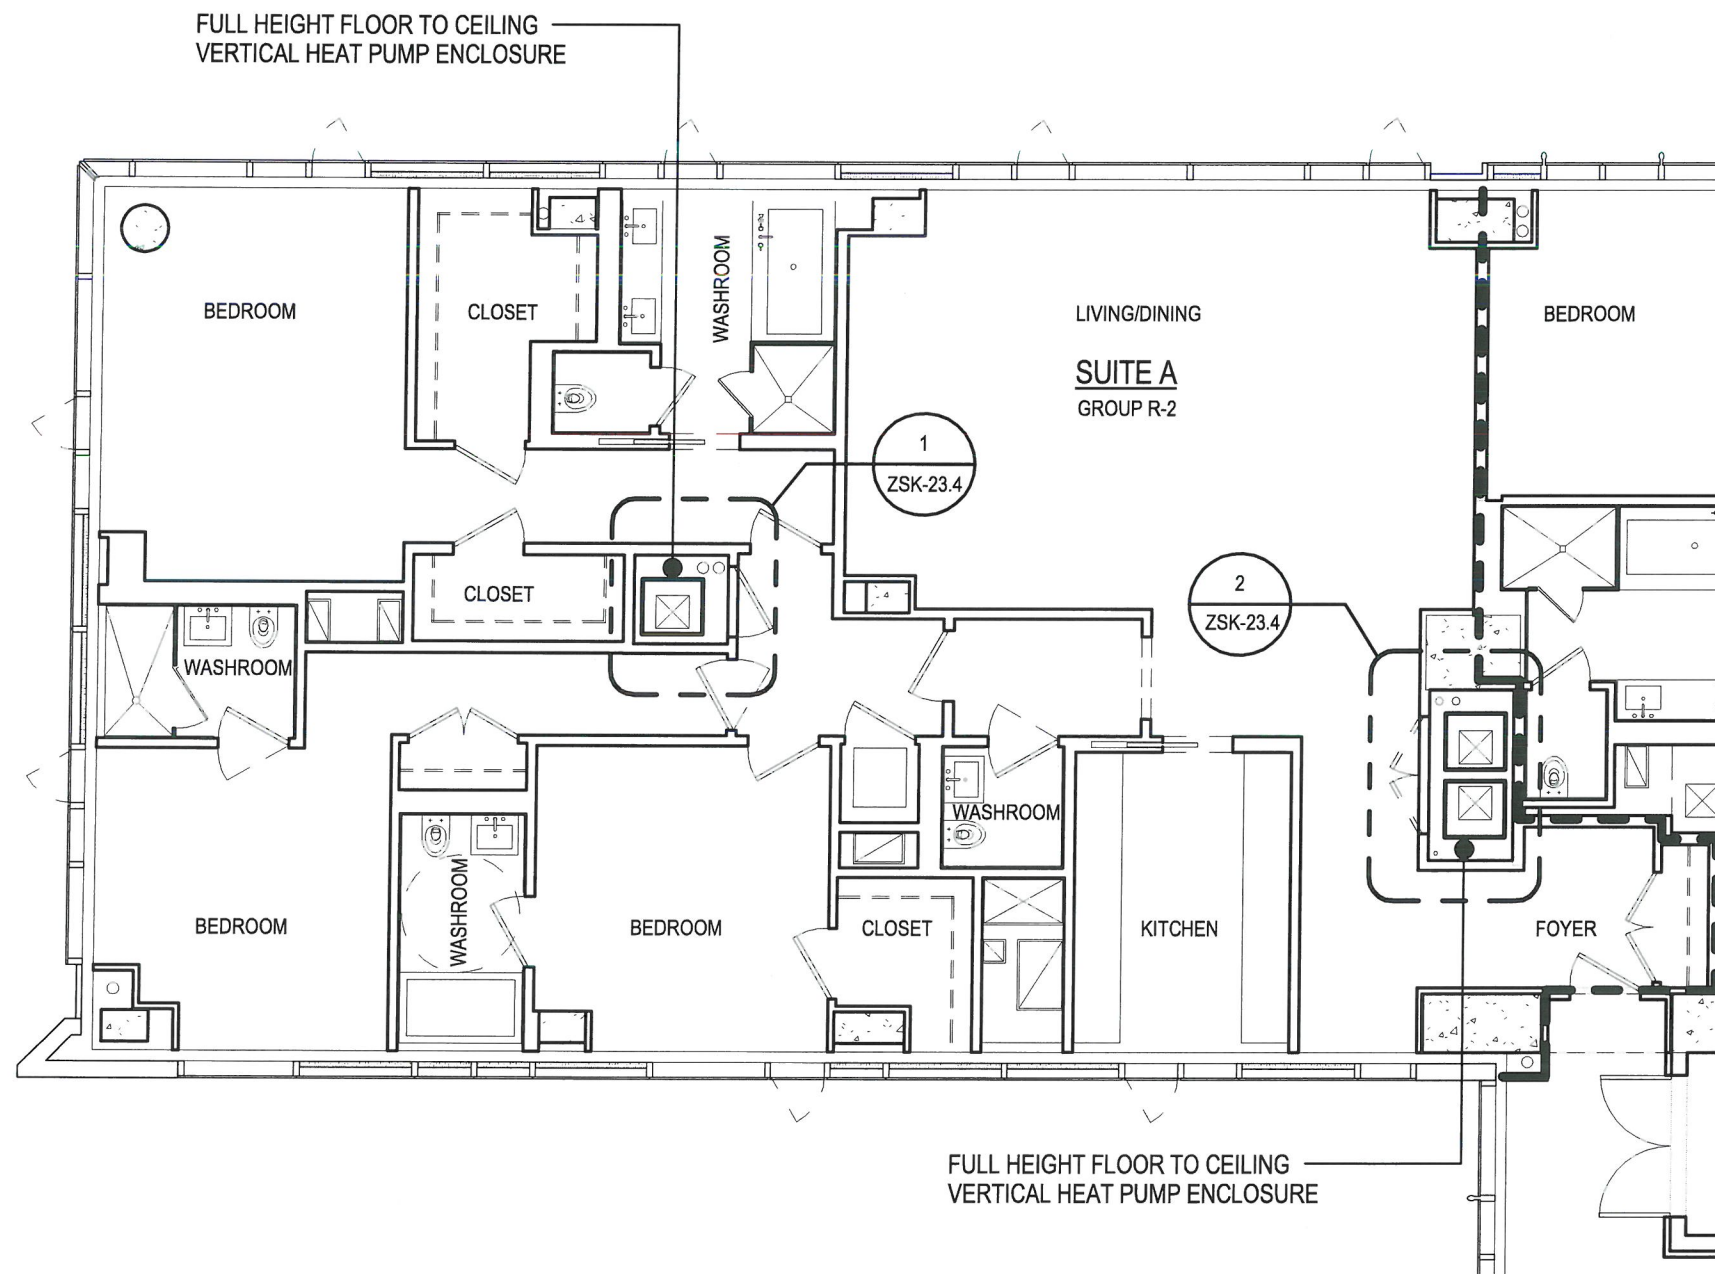 FULL HEIGHT FLOOR TO CEILING
VERTICAL HEAT PUMP ENCLOSURE
BEDROOM
CLOSET
WASHROOM
LIVING/DINING
SUITE A
GROUP R-2
BEDROOM
1
ZSK-23.4
CLOSET
2
ZSK-23.4
WASHROOM
WASHROOM
BEDROOM
WASHROOM
BEDROOM
CLOSET
KITCHEN
FOYER
FULL HEIGHT FLOOR TO CEILING
VERTICAL HEAT PUMP ENCLOSURE